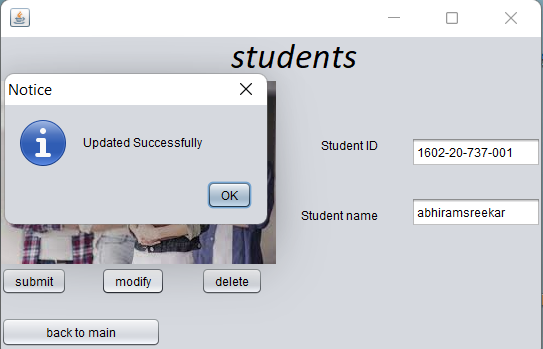 students
Notice
Updated Successfully
OK
Student ID
1602-20-737-001
Student name
abhiramsreekar
submit
modify
delete
back to main